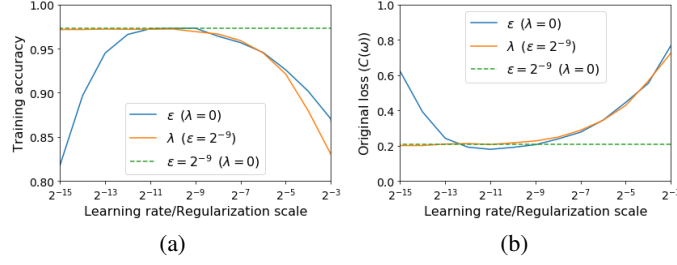 Training accuracy
1.00
0.95
0.90
0.85
0.80
ε (λ = 0)
λ (ε = 2⁻⁹)
ε = 2⁻⁹ (λ = 0)
2⁻¹⁵ 2⁻¹³ 2⁻¹¹ 2⁻⁹ 2⁻⁷ 2⁻⁵ 2⁻³
Learning rate/Regularization scale
(a)
Original loss (C(ω))
1.0
0.8
0.6
0.4
0.2
0.0
ε (λ = 0)
λ (ε = 2⁻⁹)
ε = 2⁻⁹ (λ = 0)
2⁻¹⁵ 2⁻¹³ 2⁻¹¹ 2⁻⁹ 2⁻⁷ 2⁻⁵ 2⁻³
Learning rate/Regularization scale
(b)